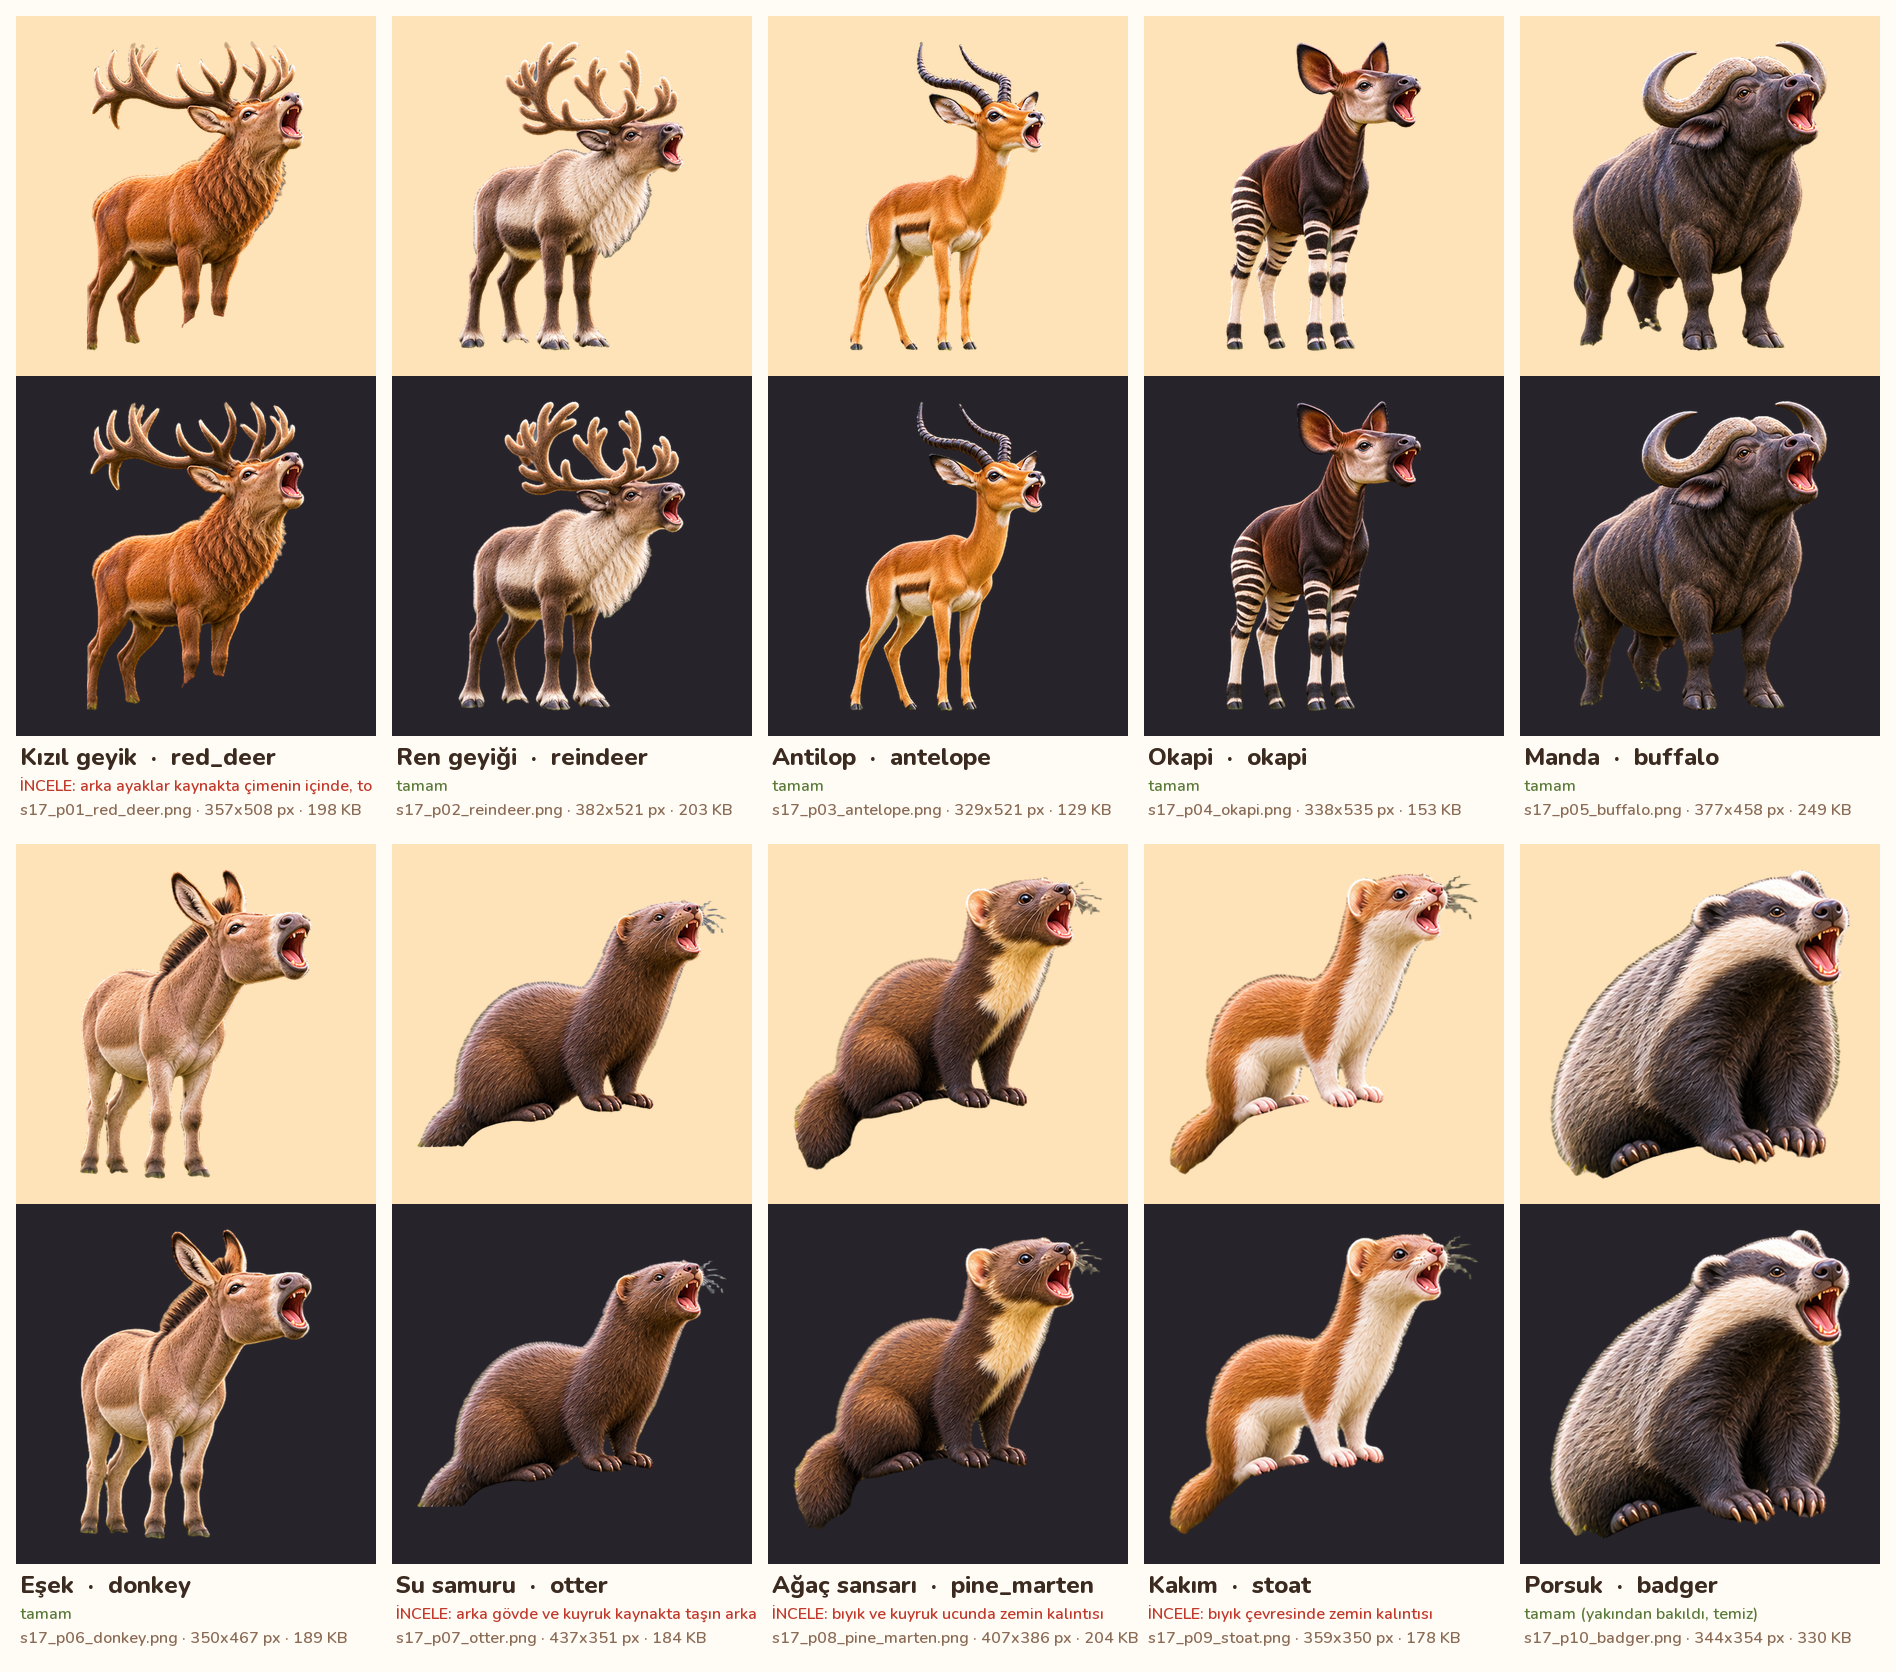 Kızıl geyik · red_deer
İNCELE: arka ayaklar kaynakta çimenin içinde, to
s17_p01_red_deer.png · 357x508 px · 198 KB
Ren geyiği · reindeer
tamam
s17_p02_reindeer.png · 382x521 px · 203 KB
Antilop · antelope
tamam
s17_p03_antelope.png · 329x521 px · 129 KB
Okapi · okapi
tamam
s17_p04_okapi.png · 338x535 px · 153 KB
Manda · buffalo
tamam
s17_p05_buffalo.png · 377x458 px · 249 KB
Eşek · donkey
tamam
s17_p06_donkey.png · 350x467 px · 189 KB
Su samuru · otter
İNCELE: arka gövde ve kuyruk kaynakta taşın arka
s17_p07_otter.png · 437x351 px · 184 KB
Ağaç sansarı · pine_marten
İNCELE: bıyık ve kuyruk ucunda zemin kalıntısı
s17_p08_pine_marten.png · 407x386 px · 204 KB
Kakım · stoat
İNCELE: bıyık çevresinde zemin kalıntısı
s17_p09_stoat.png · 359x350 px · 178 KB
Porsuk · badger
tamam (yakından bakıldı, temiz)
s17_p10_badger.png · 344x354 px · 330 KB